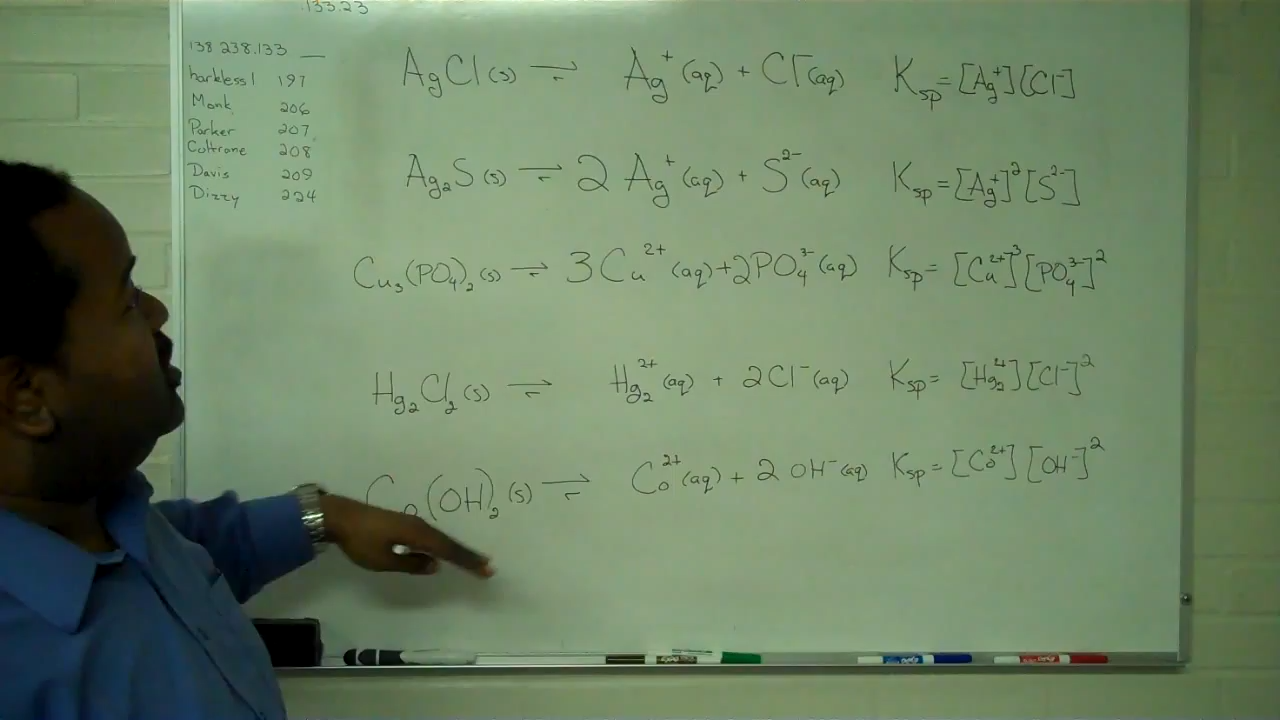 .133.23
138 238.133 __
harkless1 197
Monk 206
Parker 207
Coltrane 208
Davis 209
Dizzy 224
AgCl(s) ⇌ Ag⁺(aq) + Cl⁻(aq) Ksp=[Ag⁺][Cl⁻]
Ag₂S(s) ⇌ 2 Ag⁺(aq) + S²⁻(aq) Ksp=[Ag⁺]²[S²⁻]
Cu₃(PO₄)₂(s) ⇌ 3Cu²⁺(aq)+2PO₄³⁻(aq) Ksp= [Cu²⁺]³[PO₄³⁻]²
Hg₂Cl₂(s) ⇌ Hg₂²⁺(aq) + 2Cl⁻(aq) Ksp= [Hg₂²⁺][Cl⁻]²
Co(OH)₂(s) ⇌ Co²⁺(aq) + 2 OH⁻(aq) Ksp= [Co²⁺][OH⁻]²